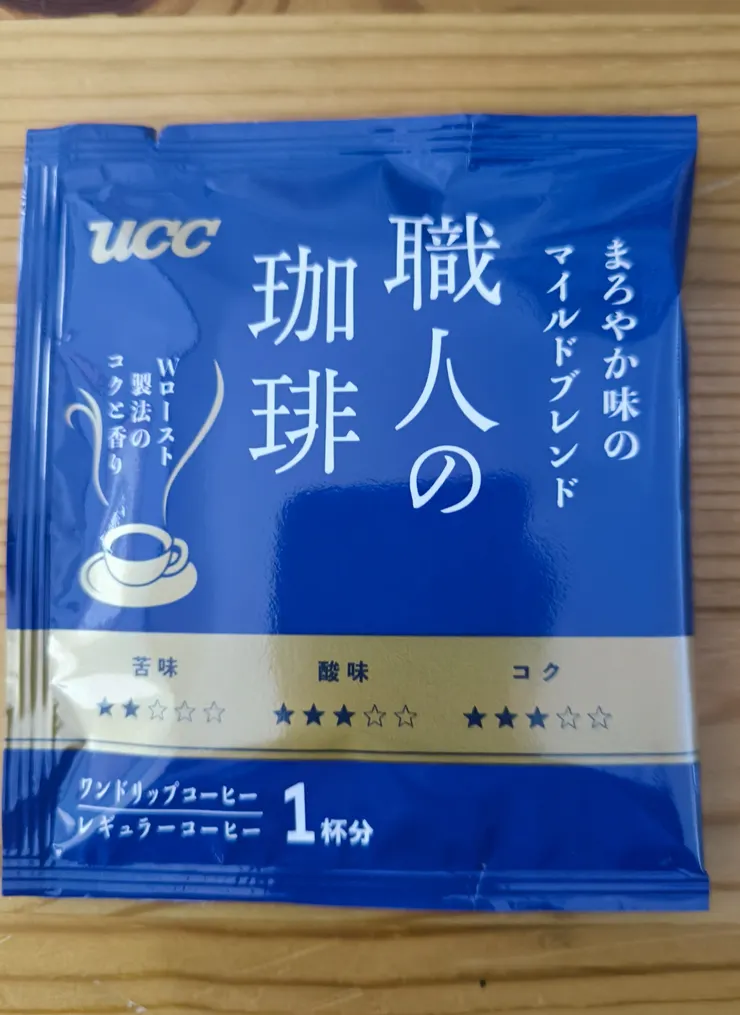 UCC
まろやか味の
マイルドブレンド
職人の
珈琲
Wロースト
製法の
コクと香り
苦味
★★☆☆☆
酸味
★★★☆☆
コク
★★★☆☆
ワンドリップコーヒー
レギュラーコーヒー
1杯分